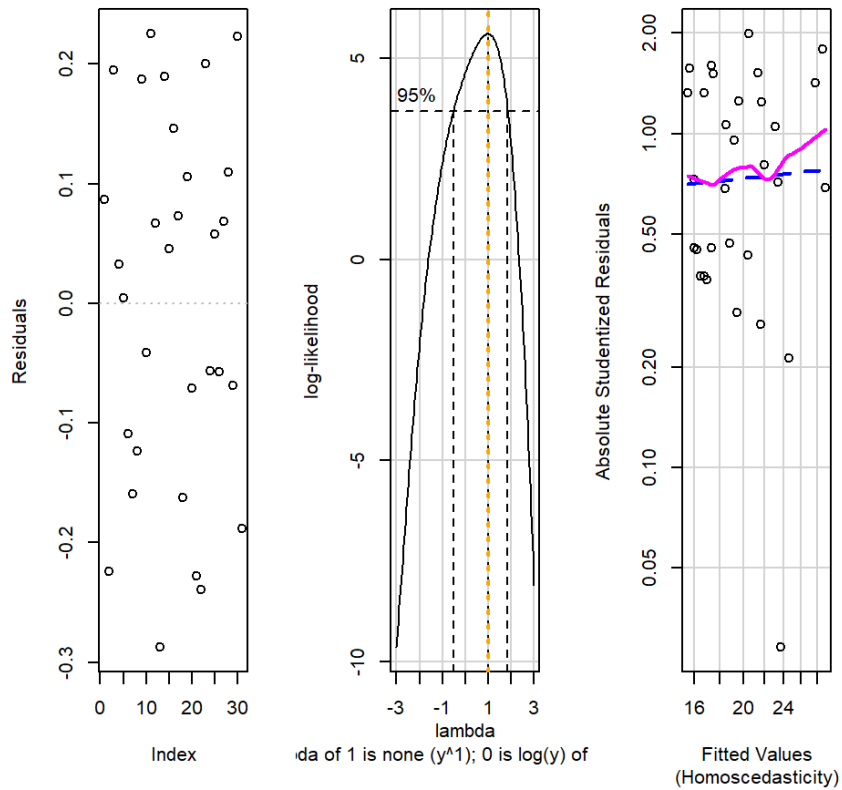 Residuals
0.2
0.1
0.0
-0.1
-0.2
-0.3
0 10 20 30
Index
log-likelihood
5
0
-5
-10
95%
-3 -1 1 3
lambda
da of 1 is none (y^1); 0 is log(y) of
Absolute Studentized Residuals
2.00
1.00
0.50
0.20
0.10
0.05
16 20 24
Fitted Values
(Homoscedasticity)